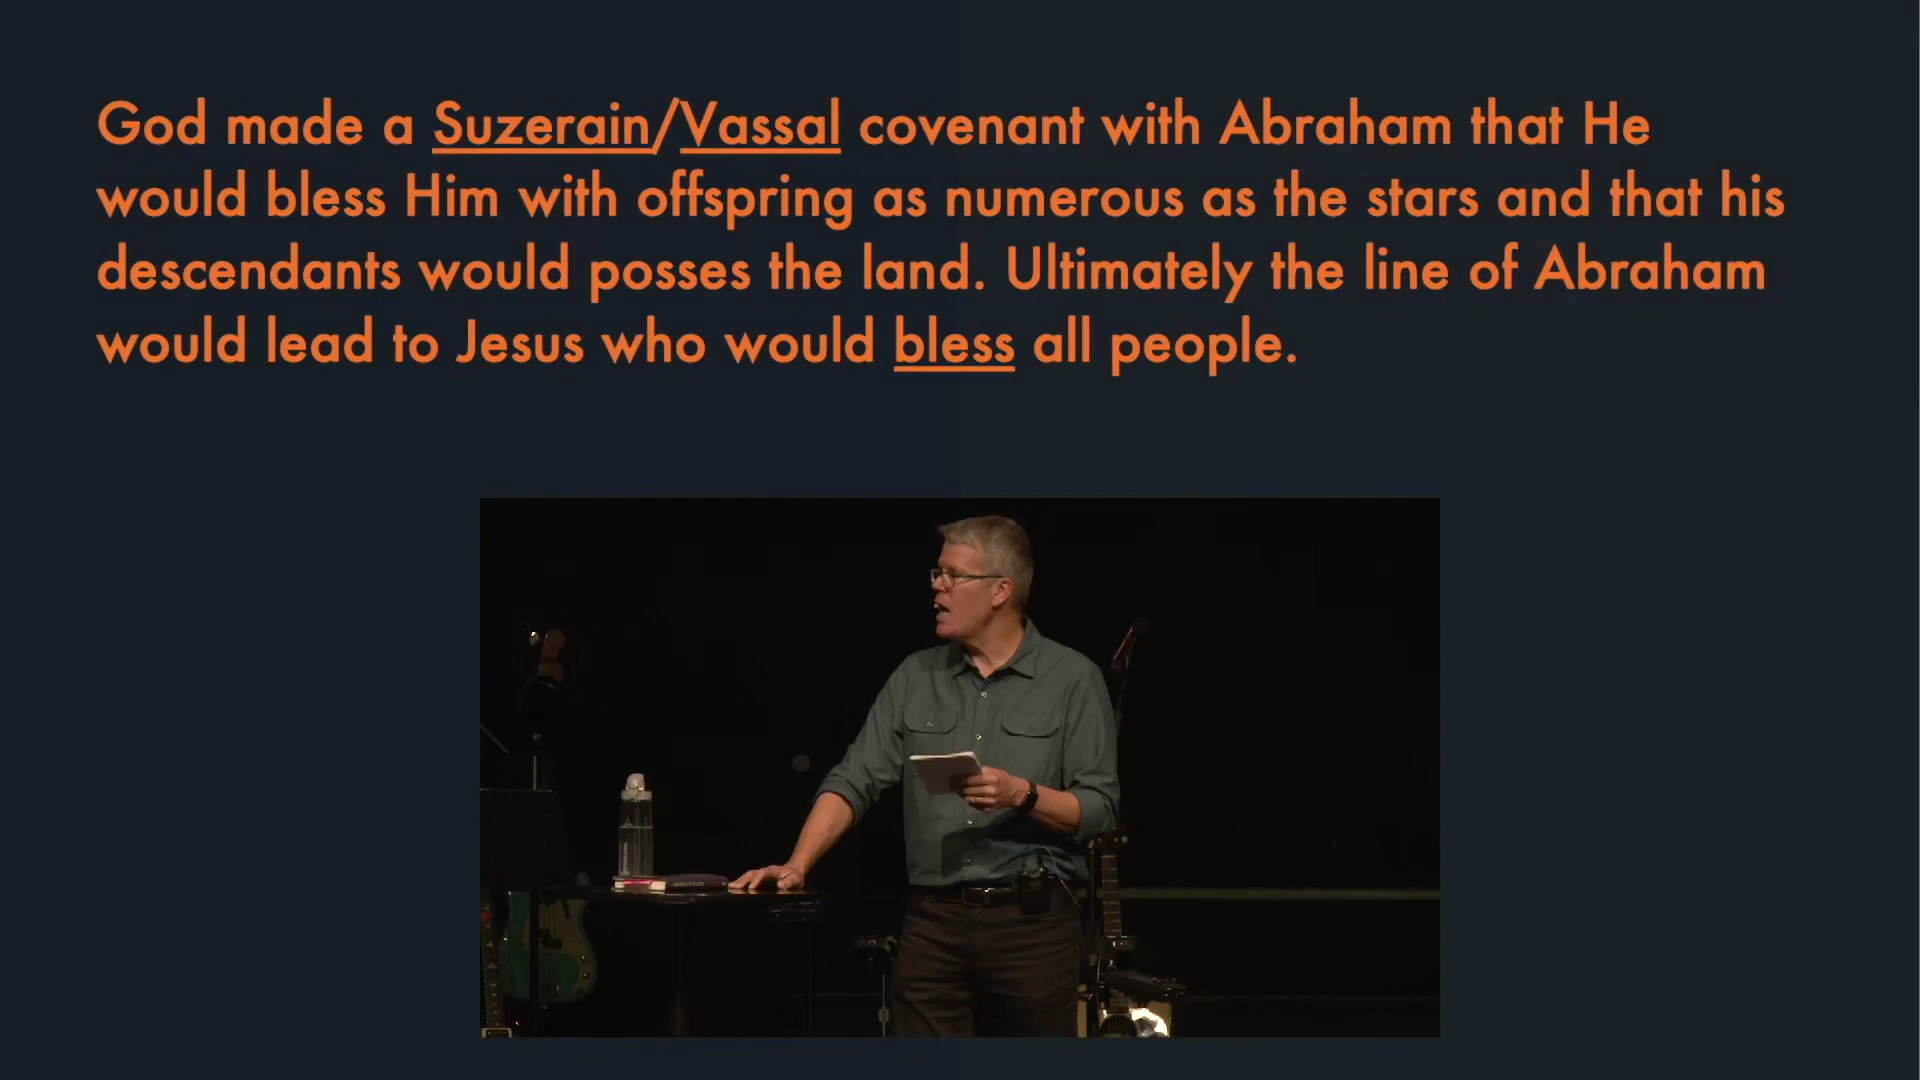 God made a Suzerain/Vassal covenant with Abraham that He
would bless Him with offspring as numerous as the stars and that his
descendants would posses the land. Ultimately the line of Abraham
would lead to Jesus who would bless all people.